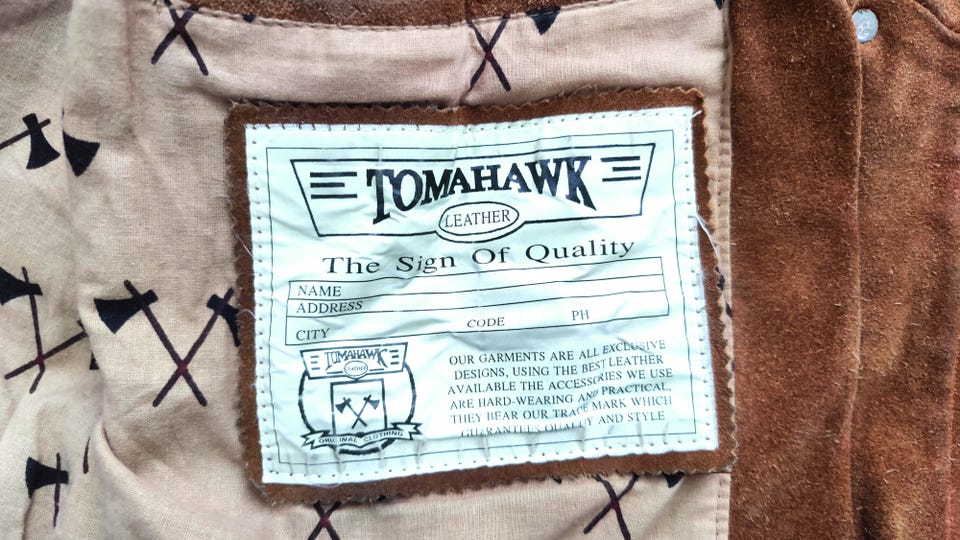 TOMAHAWK
LEATHER
The Sign Of Quality
NAME
ADDRESS
CITY CODE PH
TOMAHAWK
LEATHER
ORIGINAL CLOTHING
OUR GARMENTS ARE ALL EXCLUSIVE
DESIGNS, USING THE BEST LEATHER
AVAILABLE THE ACCESSORIES WE USE
ARE HARD-WEARING AND PRACTICAL,
THEY BEAR OUR TRADE MARK WHICH
GUARANTEES QUALITY AND STYLE